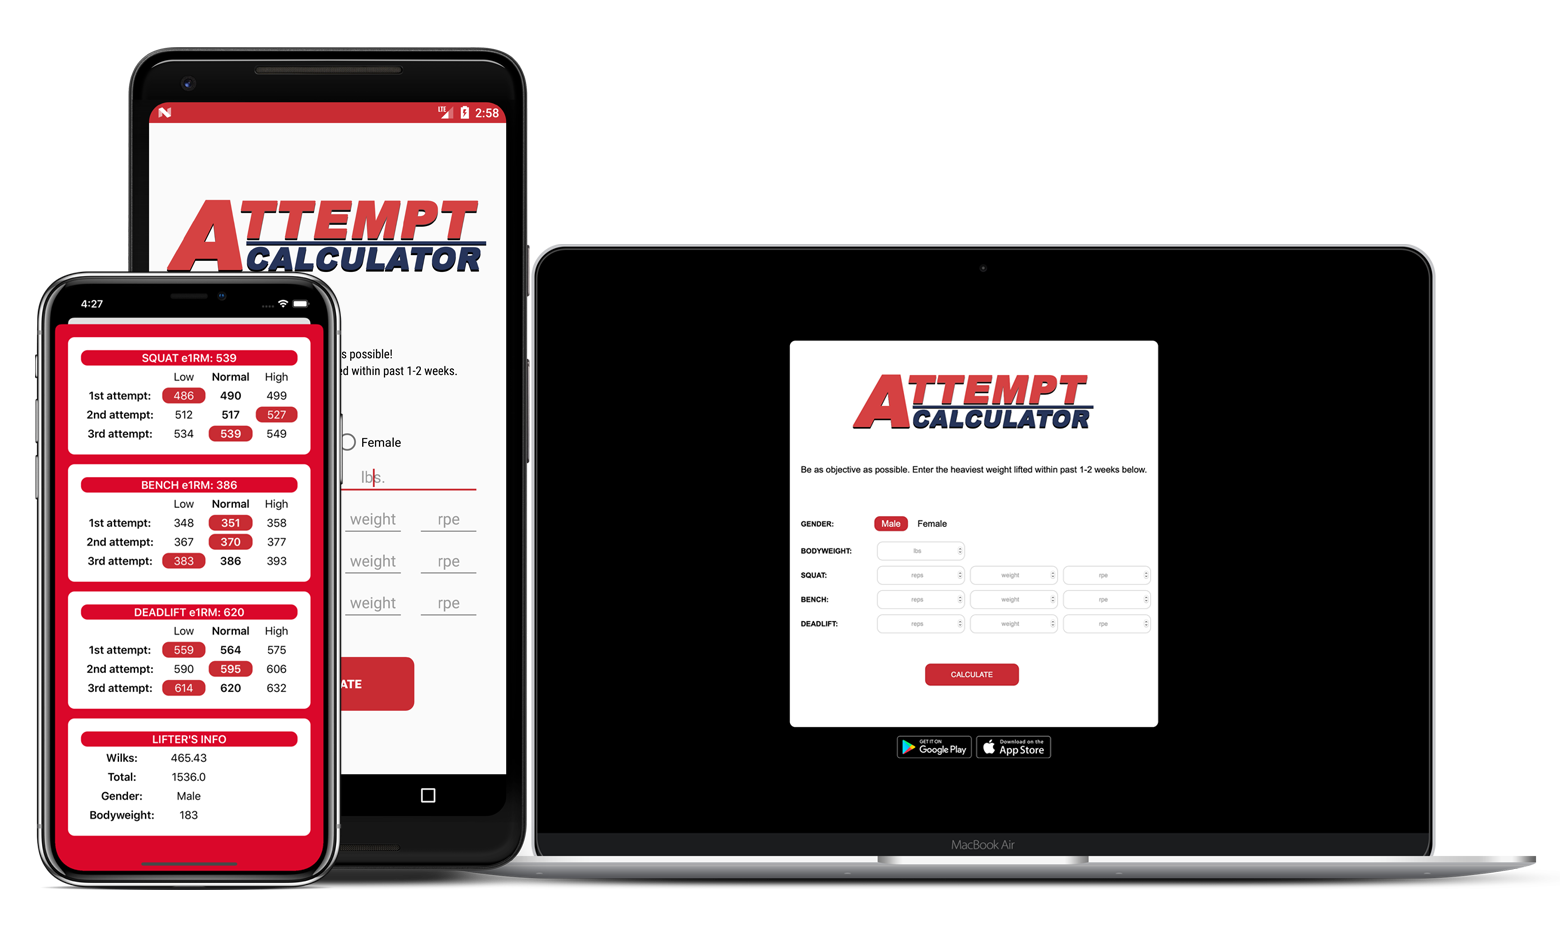 2:58
ATTEMPT
CALCULATOR
s possible!
ed within past 1-2 weeks.
Female
lbs.
weight rpe
weight rpe
weight rpe
ATE
4:27
SQUAT e1RM: 539
Low Normal High
1st attempt: 486 490 499
2nd attempt: 512 517 527
3rd attempt: 534 539 549
BENCH e1RM: 386
Low Normal High
1st attempt: 348 351 358
2nd attempt: 367 370 377
3rd attempt: 383 386 393
DEADLIFT e1RM: 620
Low Normal High
1st attempt: 559 564 575
2nd attempt: 590 595 606
3rd attempt: 614 620 632
LIFTER'S INFO
Wilks: 465.43
Total: 1536.0
Gender: Male
Bodyweight: 183
ATTEMPT
CALCULATOR
Be as objective as possible. Enter the heaviest weight lifted within past 1-2 weeks below.
GENDER: Male Female
BODYWEIGHT: lbs
SQUAT: reps weight rpe
BENCH: reps weight rpe
DEADLIFT: reps weight rpe
CALCULATE
GET IT ON
Google Play
Download on the
App Store
MacBook Air
LTE